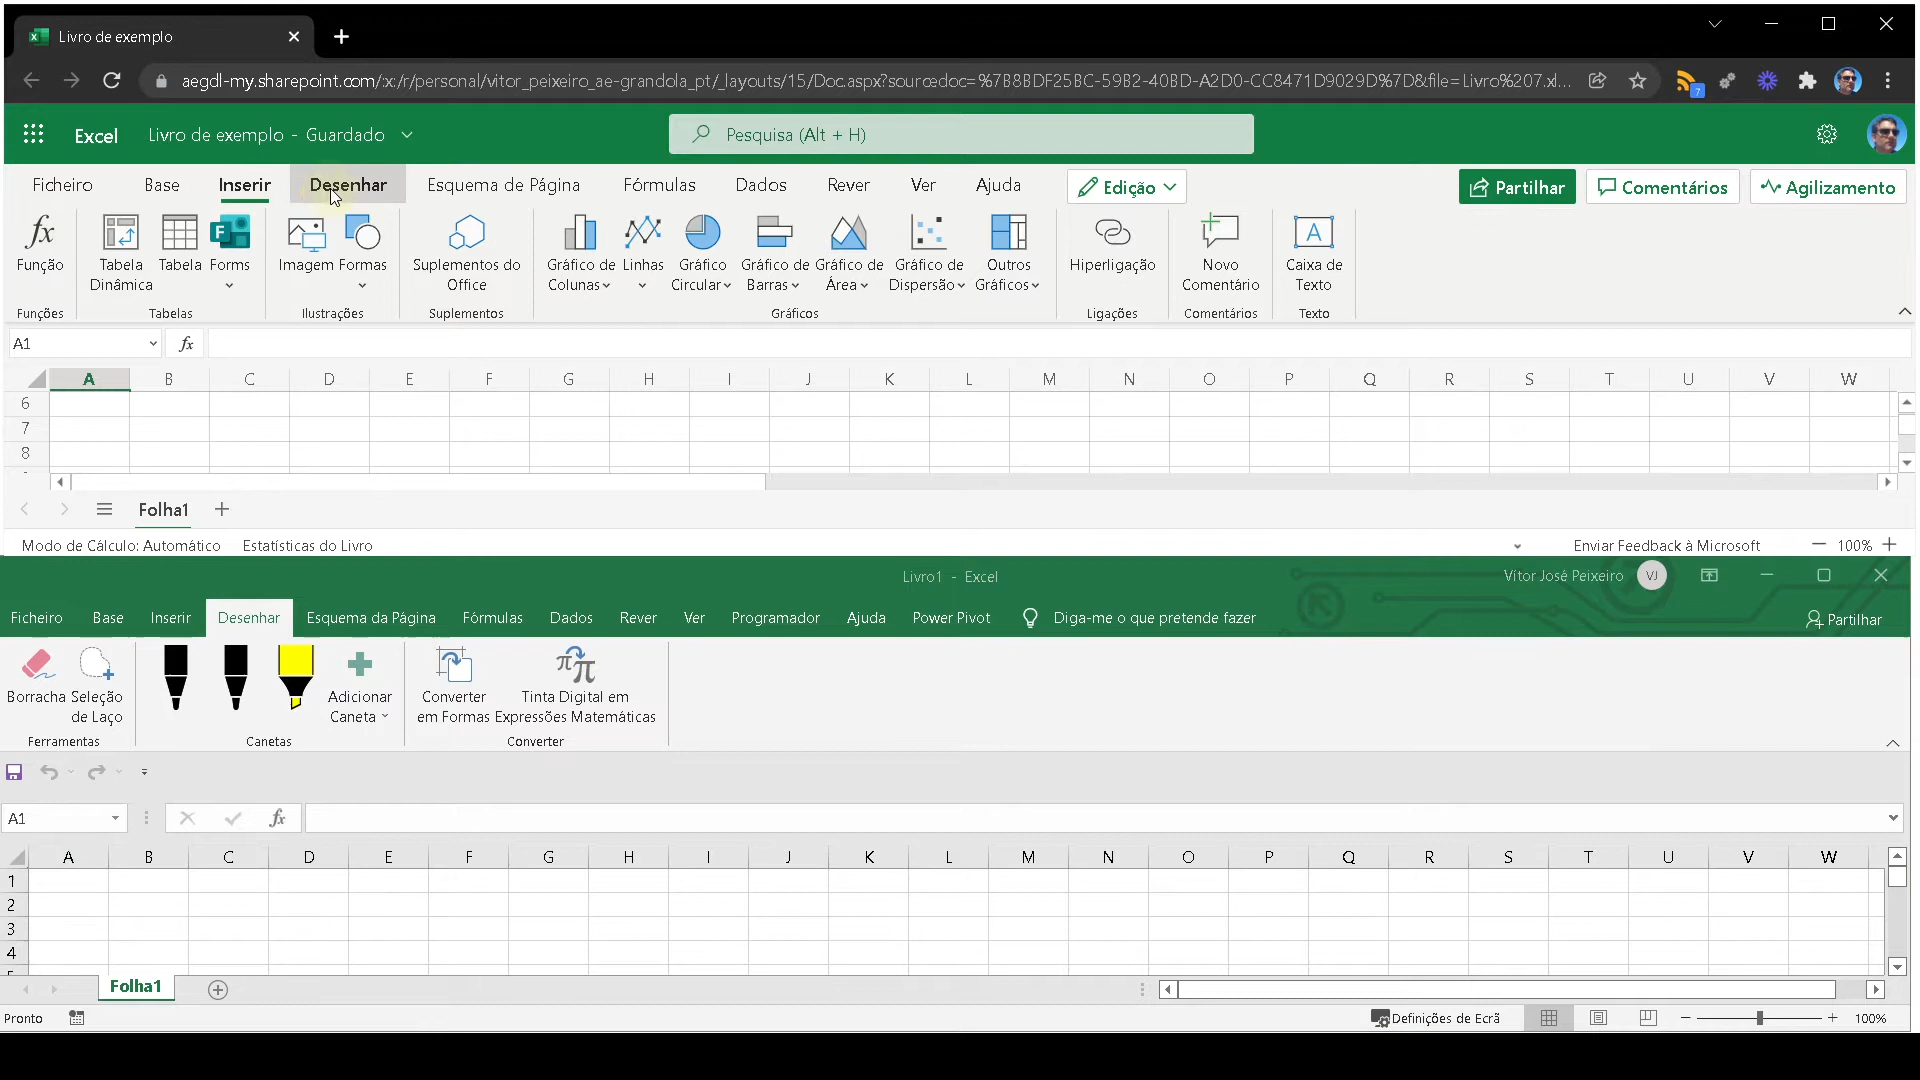 Livro de exemplo
aegdl-my.sharepoint.com/:x:/r/personal/vitor_peixeiro_ae-grandola_pt/_layouts/15/Doc.aspx?sourcedoc=%7B8BDF25BC-59B2-40BD-A2D0-CC8471D9029D%7D&file=Livro%207.xl...
7
Excel
Livro de exemplo - Guardado
Pesquisa (Alt + H)
Ficheiro Base Inserir Desenhar Esquema de Página Fórmulas Dados Rever Ver Ajuda
Edição
Partilhar
Comentários
Agilizamento
Função
Tabela Dinâmica
Tabela
Forms
Imagem
Formas
Suplementos do Office
Gráfico de Colunas
Linhas
Gráfico Circular
Gráfico de Barras
Gráfico de Área
Gráfico de Dispersão
Outros Gráficos
Hiperligação
Novo Comentário
Caixa de Texto
Funções Tabelas Ilustrações Suplementos Gráficos Ligações Comentários Texto
A1
fx
A B C D E F G H I J K L M N O P Q R S T U V W
6
7
8
Folha1
Modo de Cálculo: Automático Estatísticas do Livro
Enviar Feedback à Microsoft
100%
Livro1 - Excel
Vítor José Peixeiro
VJ
Ficheiro Base Inserir Desenhar Esquema da Página Fórmulas Dados Rever Ver Programador Ajuda Power Pivot
Diga-me o que pretende fazer
Partilhar
Borracha
Seleção de Laço
Adicionar Caneta
Converter em Formas
Tinta Digital em Expressões Matemáticas
Ferramentas Canetas Converter
A1
fx
A B C D E F G H I J K L M N O P Q R S T U V W
1
2
3
4
Folha1
Pronto
Definições de Ecrã
100%